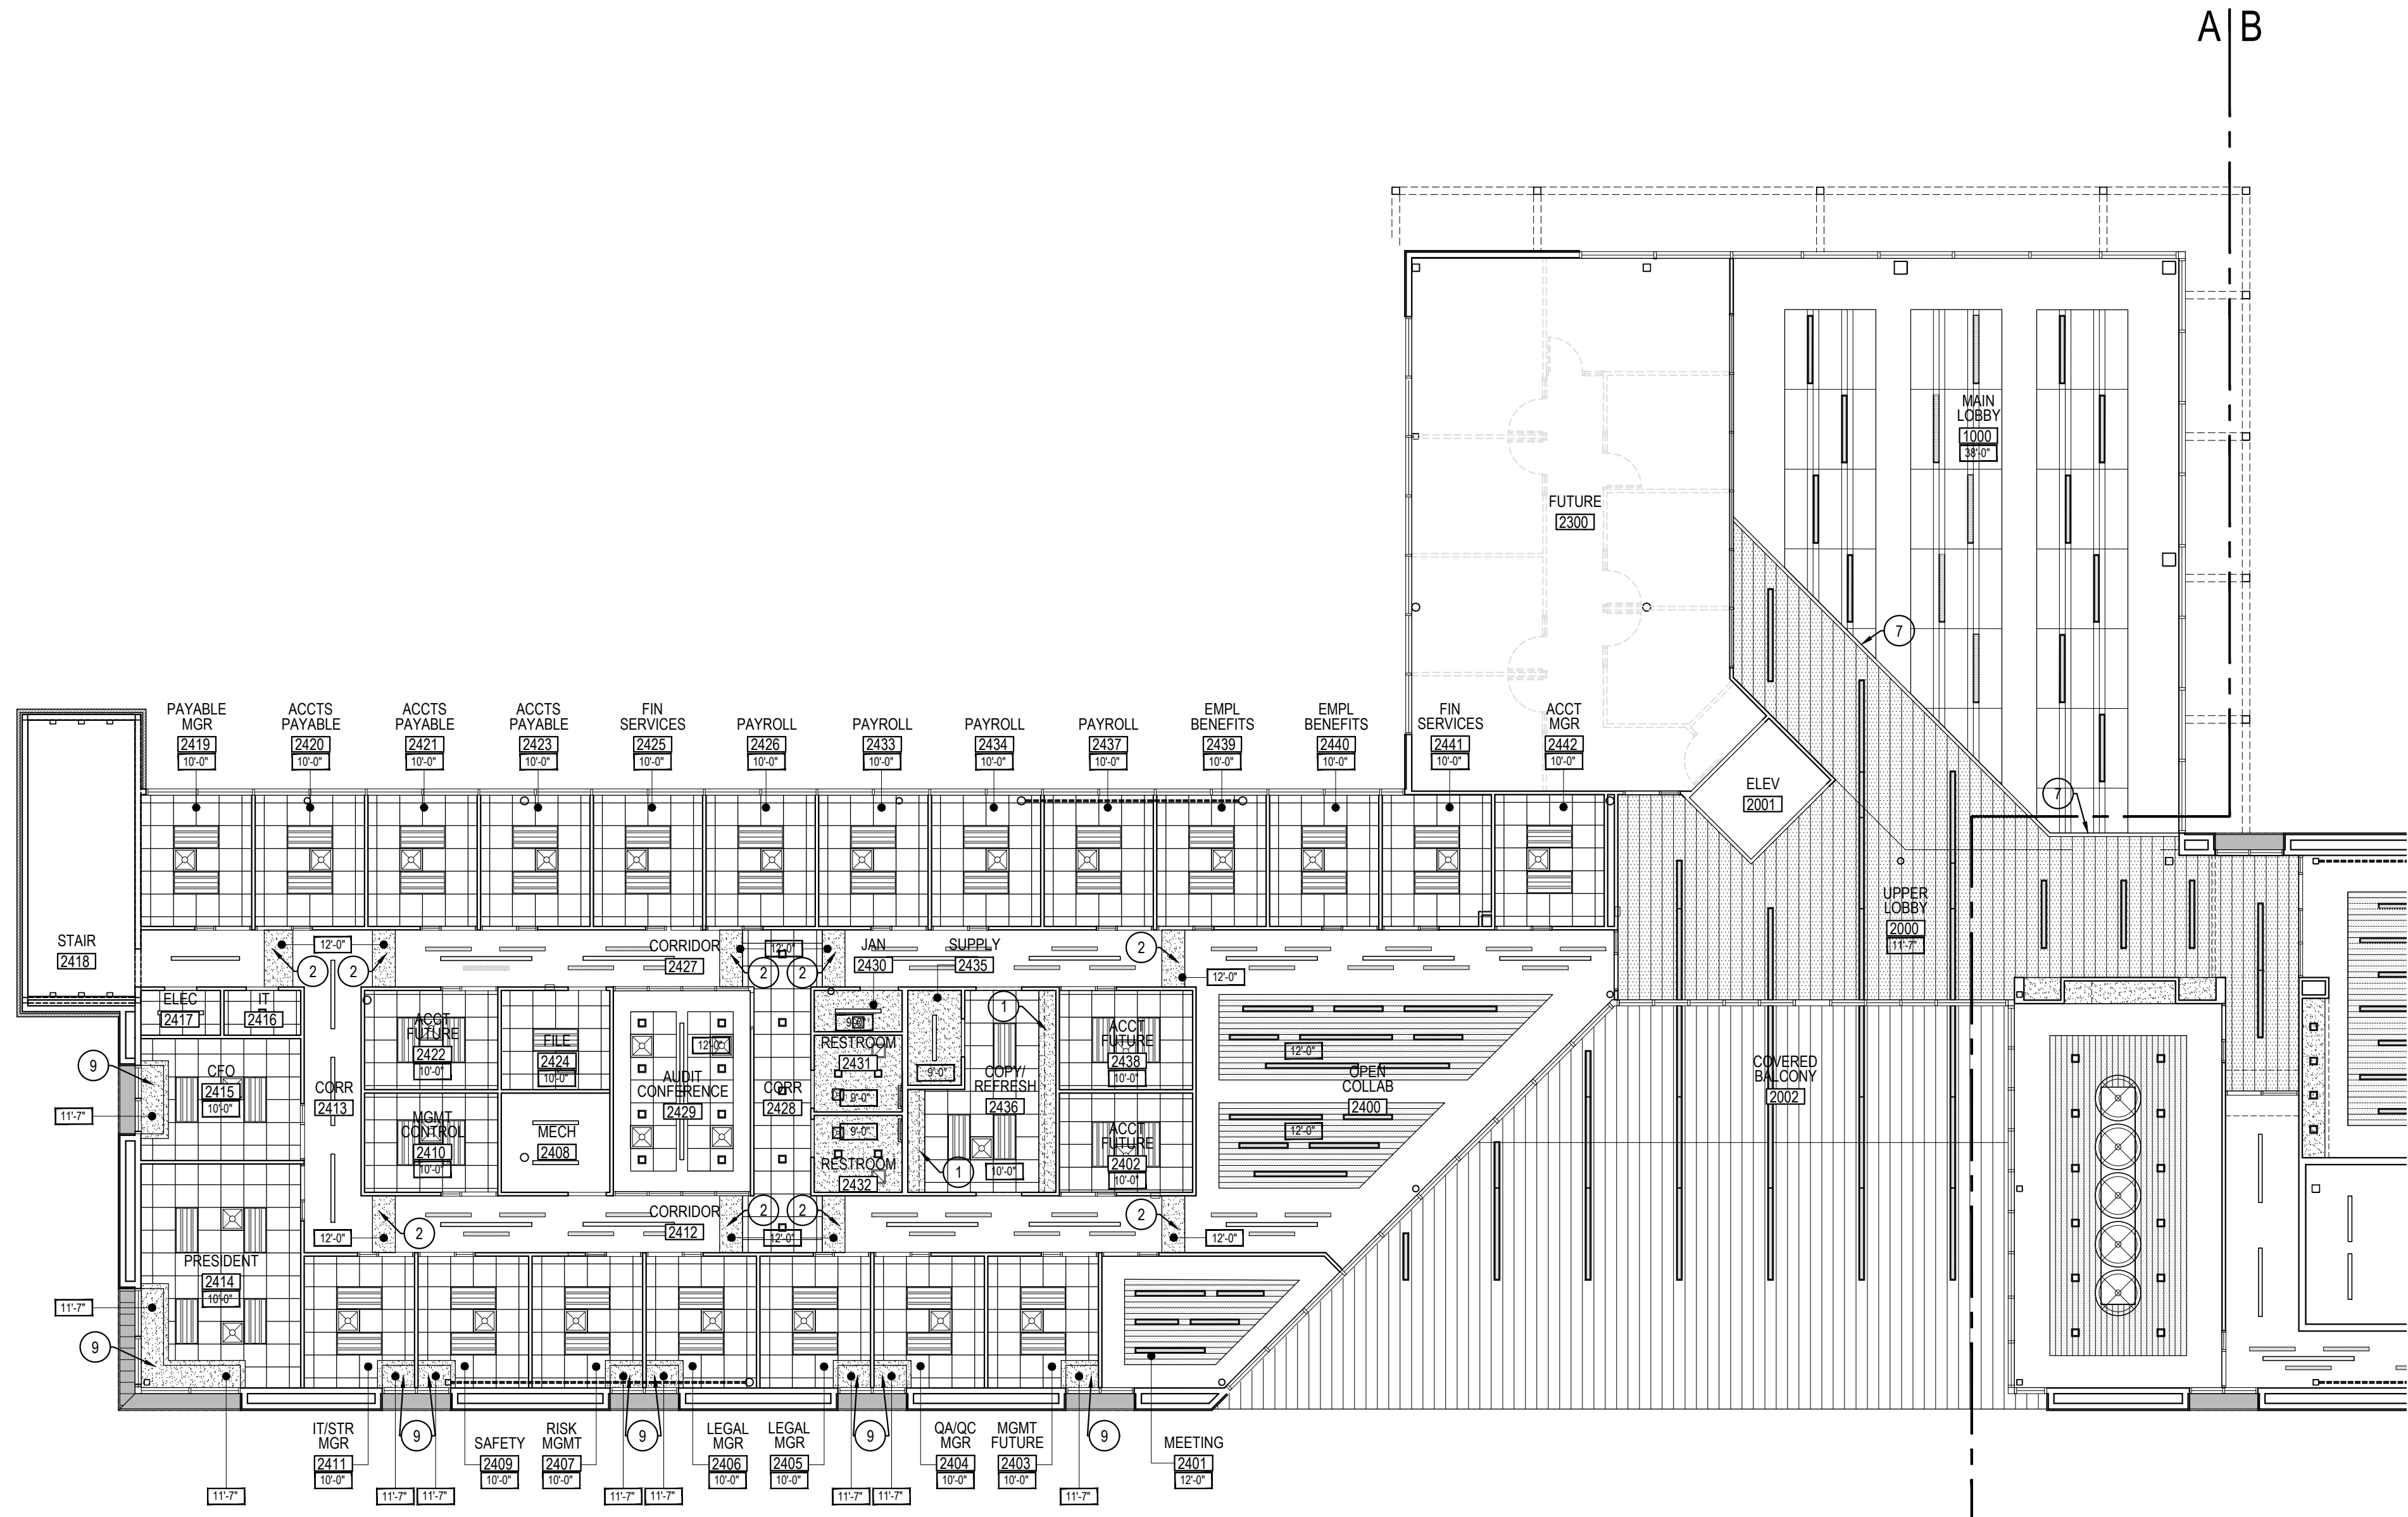 A B
MAIN
LOBBY
1000
38'-0"
FUTURE
2300
7
7
ELEV
2001
UPPER
LOBBY
2000
11'-7"
PAYABLE
MGR
2419
10'-0"
ACCTS
PAYABLE
2420
10'-0"
ACCTS
PAYABLE
2421
10'-0"
ACCTS
PAYABLE
2423
10'-0"
FIN
SERVICES
2425
10'-0"
PAYROLL
2426
10'-0"
PAYROLL
2433
10'-0"
PAYROLL
2434
10'-0"
PAYROLL
2437
10'-0"
EMPL
BENEFITS
2439
10'-0"
EMPL
BENEFITS
2440
10'-0"
FIN
SERVICES
2441
10'-0"
ACCT
MGR
2442
10'-0"
STAIR
2418
12'-0"
2
2
CORRIDOR
2427
12'-0"
2
2
JAN
2430
9'-0"
SUPPLY
2435
9'-0"
2
12'-0"
ELEC
2417
IT
2416
9
11'-7"
CFO
2415
10'-0"
CORR
2413
ACCT
FUTURE
2422
10'-0"
FILE
2424
10'-0"
MGMT
CONTROL
2410
10'-0"
MECH
2408
12'-0"
AUDIT
CONFERENCE
2429
CORR
2428
RESTROOM
2431
9'-0"
9'-0"
RESTROOM
2432
1
COPY/
REFRESH
2436
1
10'-0"
ACCT
FUTURE
2438
10'-0"
ACCT
FUTURE
2402
10'-0"
12'-0"
OPEN
COLLAB
2400
12'-0"
COVERED
BALCONY
2002
PRESIDENT
2414
10'-0"
11'-7"
9
12'-0"
2
CORRIDOR
2412
2
2
12'-0"
2
12'-0"
IT/STR
MGR
2411
10'-0"
9
SAFETY
2409
10'-0"
RISK
MGMT
2407
10'-0"
9
LEGAL
MGR
2406
10'-0"
LEGAL
MGR
2405
10'-0"
9
QA/QC
MGR
2404
10'-0"
MGMT
FUTURE
2403
10'-0"
9
MEETING
2401
12'-0"
11'-7"
11'-7"
11'-7"
11'-7"
11'-7"
11'-7"
11'-7"
11'-7"